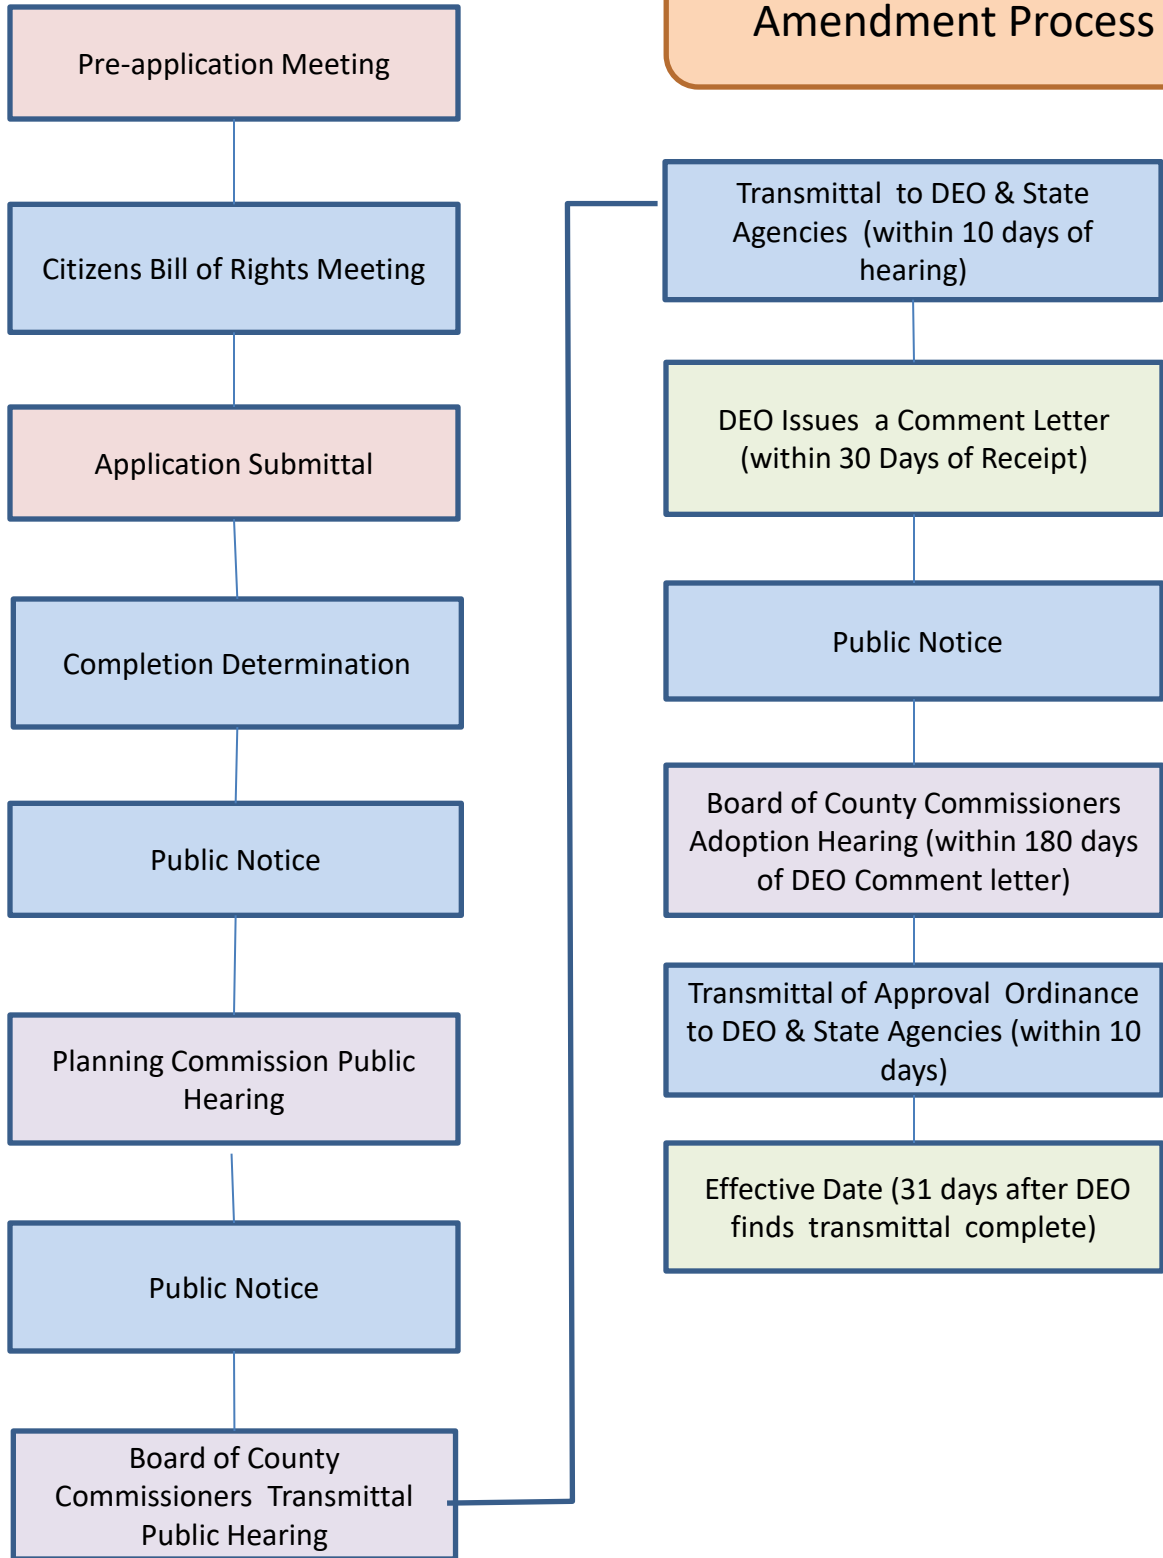 Amendment Process
Pre-application Meeting
Citizens Bill of Rights Meeting
Application Submittal
Completion Determination
Public Notice
Planning Commission Public
Hearing
Public Notice
Board of County
Commissioners Transmittal
Public Hearing
Transmittal to DEO & State
Agencies (within 10 days of
hearing)
DEO Issues a Comment Letter
(within 30 Days of Receipt)
Public Notice
Board of County Commissioners
Adoption Hearing (within 180 days
of DEO Comment letter)
Transmittal of Approval Ordinance
to DEO & State Agencies (within 10
days)
Effective Date (31 days after DEO
finds transmittal complete)